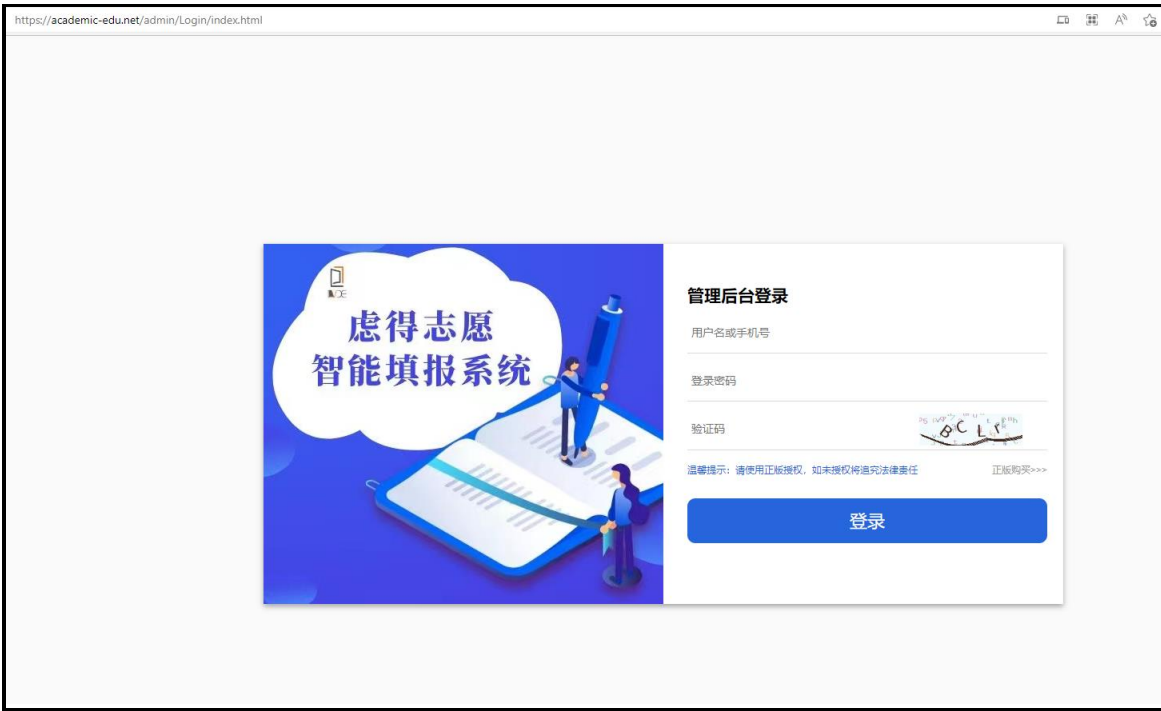 https://academic-edu.net/admin/Login/index.html
虑得志愿
智能填报系统
管理后台登录
用户名或手机号
登录密码
验证码
温馨提示：请使用正版授权，如未授权将追究法律责任
正版购买>>>
登录